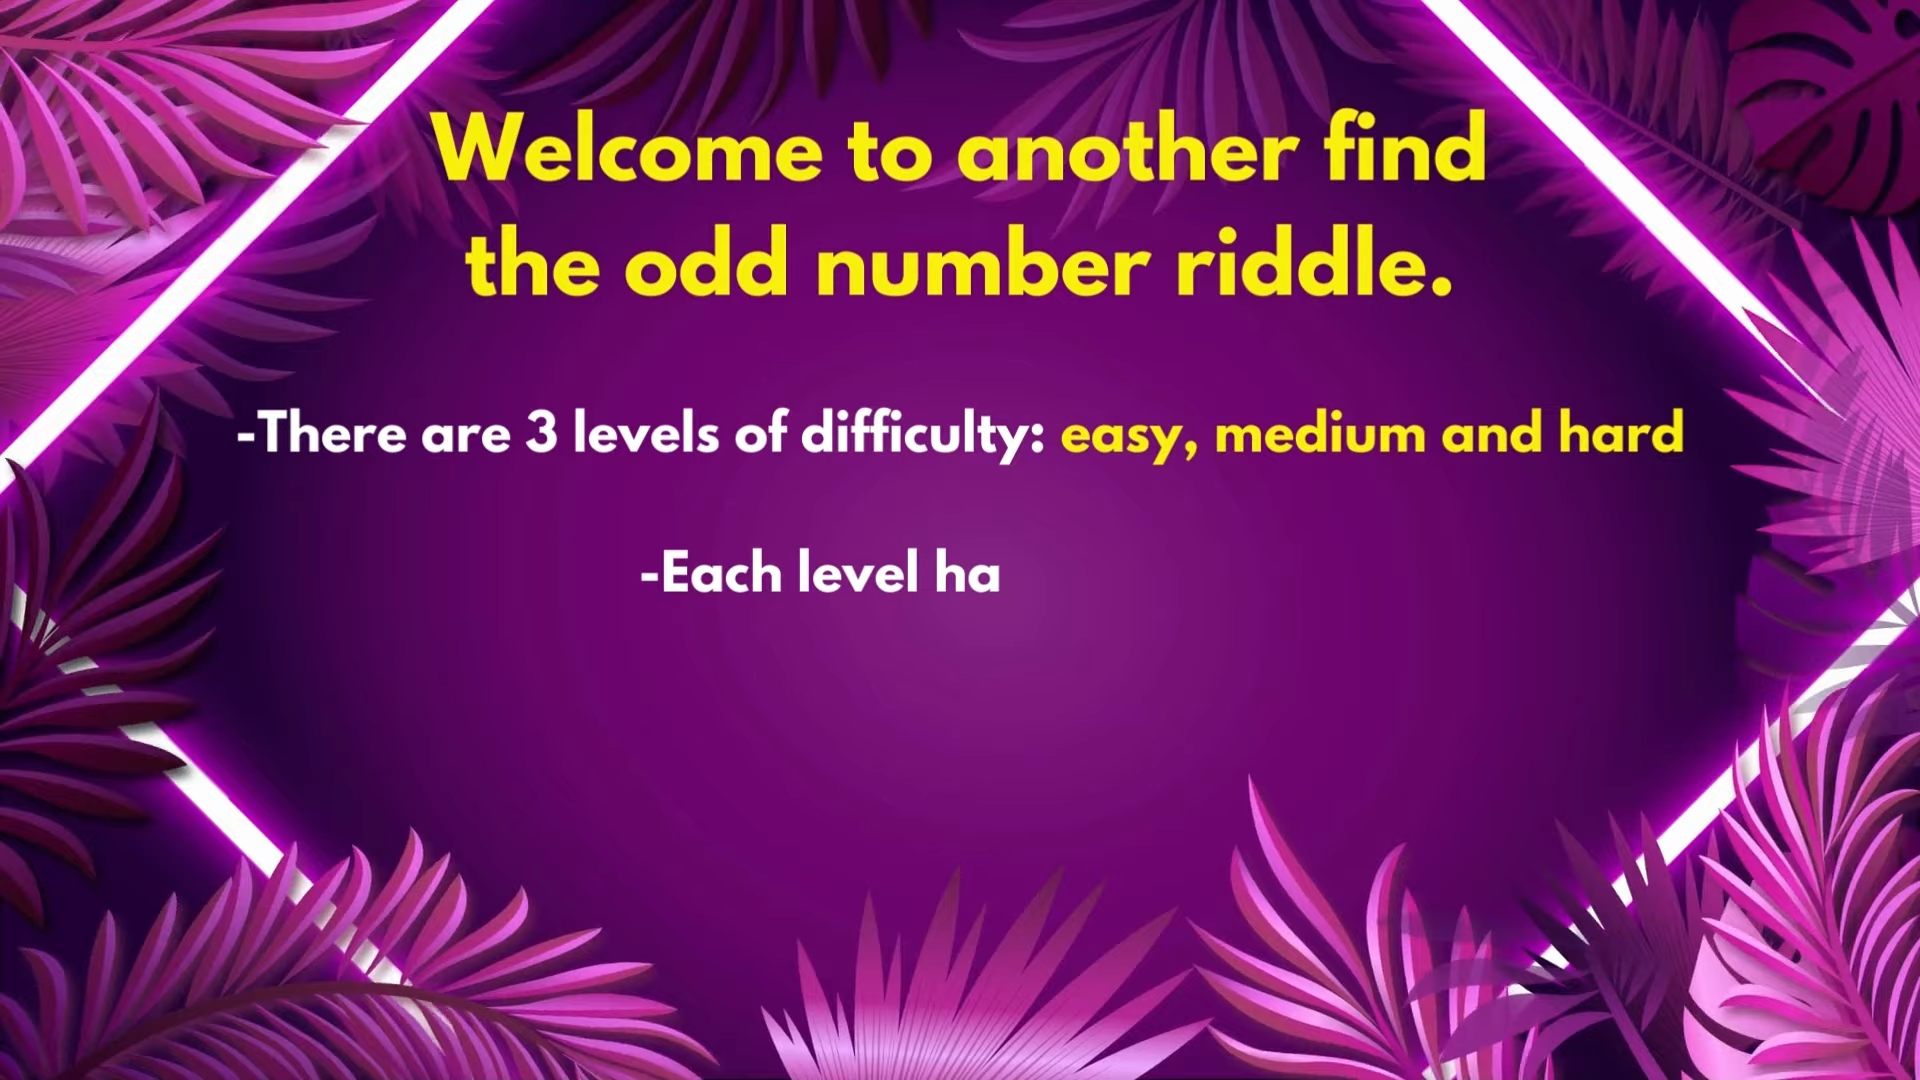 Welcome to another find
the odd number riddle.
-There are 3 levels of difficulty: easy, medium and hard
-Each level ha